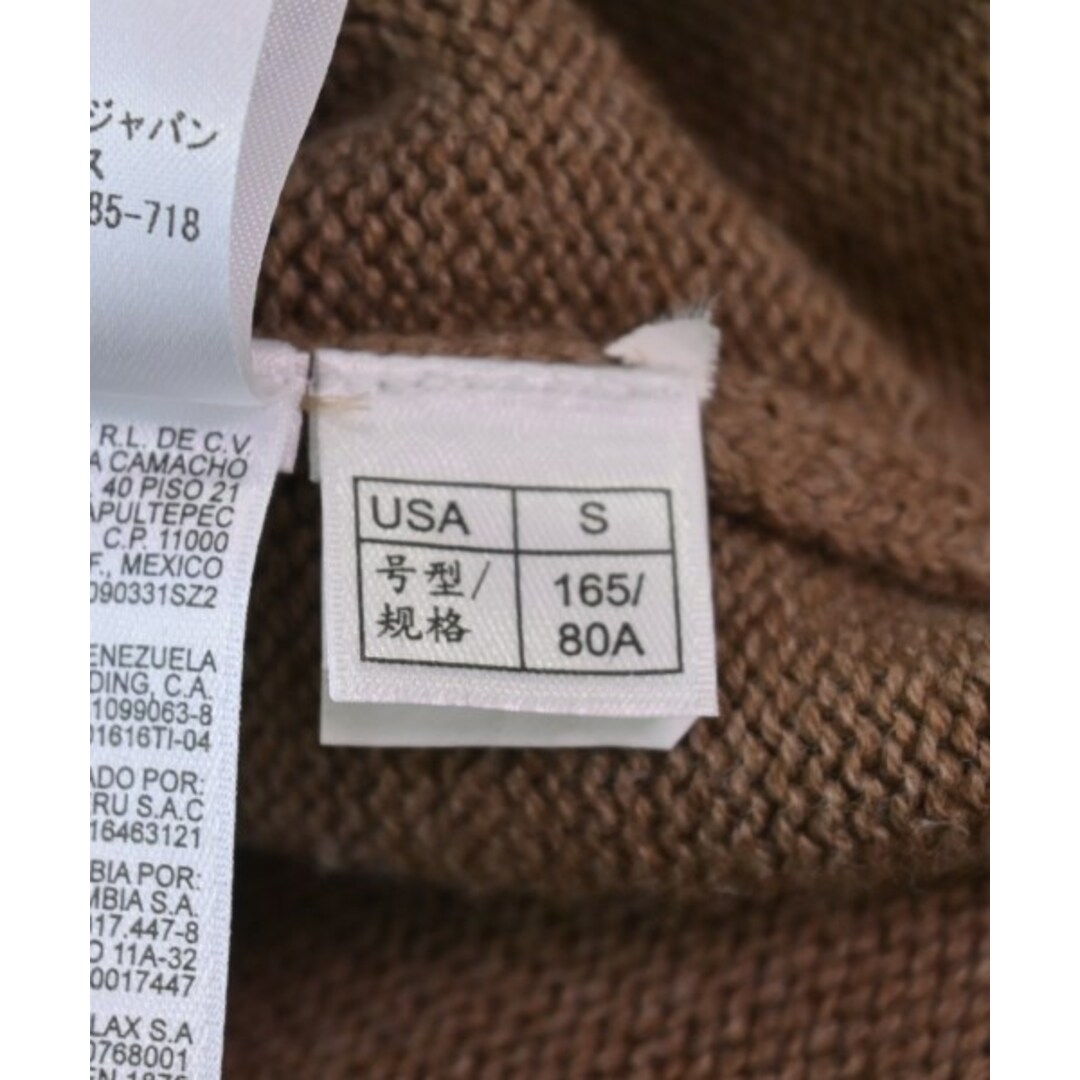 ジャパン
ス
85-718
R.L. DE C.V.
A CAMACHO
40 PISO 21
APULTEPEC
C.P. 11000
F., MEXICO
090331SZ2
ENEZUELA
DING, C.A.
1099063-8
01616TI-04
ADO POR:
ERU S.A.C
16463121
BIA POR:
MBIA S.A.
17.447-8
O 11A-32
0017447
LAX S.A
0768001
USA S
号型/ 165/
规格 80A